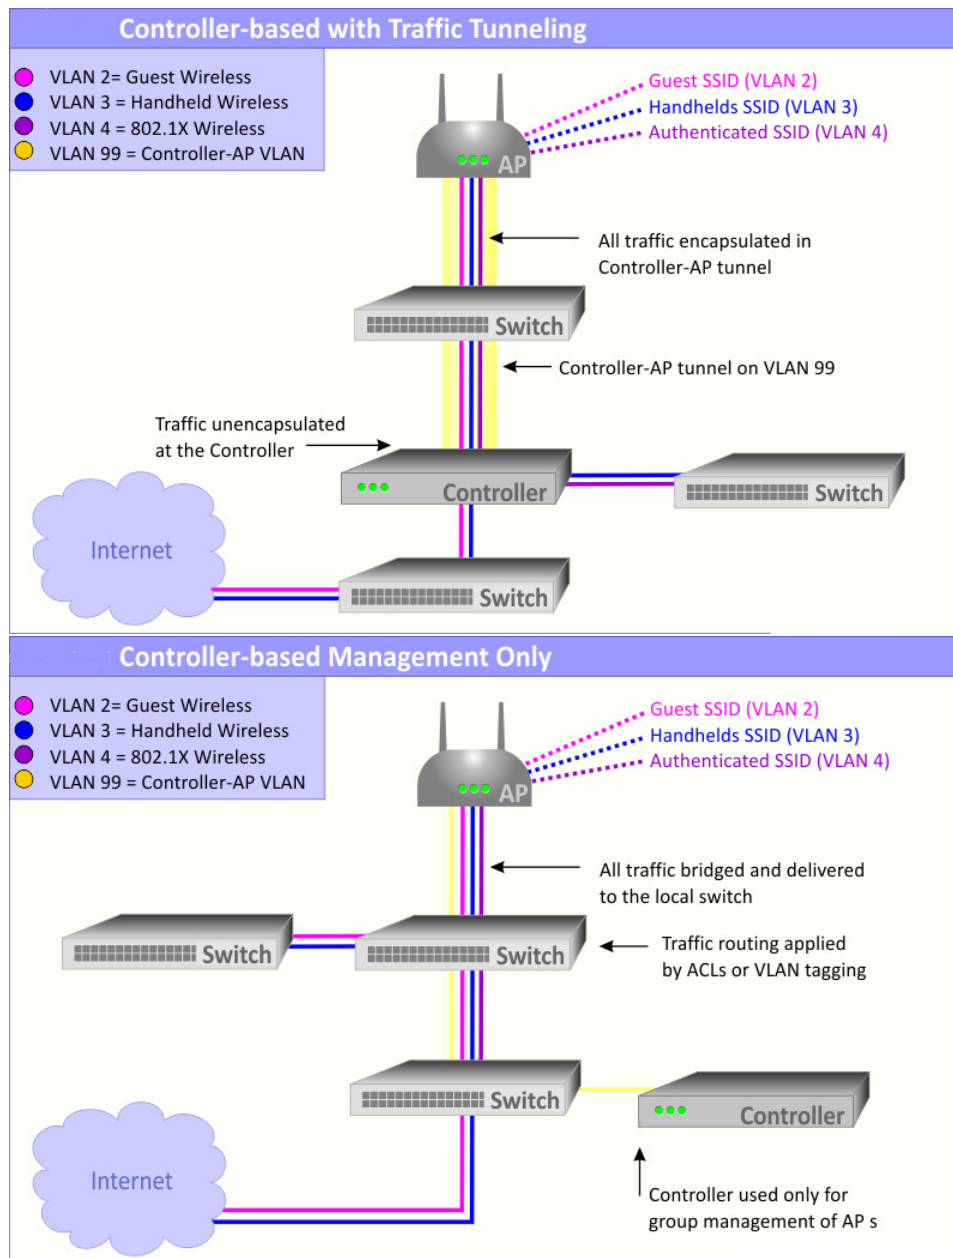 Controller-based with Traffic Tunneling
VLAN 2= Guest Wireless
VLAN 3 = Handheld Wireless
VLAN 4 = 802.1X Wireless
VLAN 99 = Controller-AP VLAN
Guest SSID (VLAN 2)
Handhelds SSID (VLAN 3)
Authenticated SSID (VLAN 4)
AP
All traffic encapsulated in
Controller-AP tunnel
Switch
Controller-AP tunnel on VLAN 99
Traffic unencapsulated
at the Controller
Controller
Switch
Internet
Switch
Controller-based Management Only
VLAN 2= Guest Wireless
VLAN 3 = Handheld Wireless
VLAN 4 = 802.1X Wireless
VLAN 99 = Controller-AP VLAN
Guest SSID (VLAN 2)
Handhelds SSID (VLAN 3)
Authenticated SSID (VLAN 4)
AP
All traffic bridged and delivered
to the local switch
Switch
Switch
Traffic routing applied
by ACLs or VLAN tagging
Switch
Controller
Internet
Controller used only for
group management of AP s